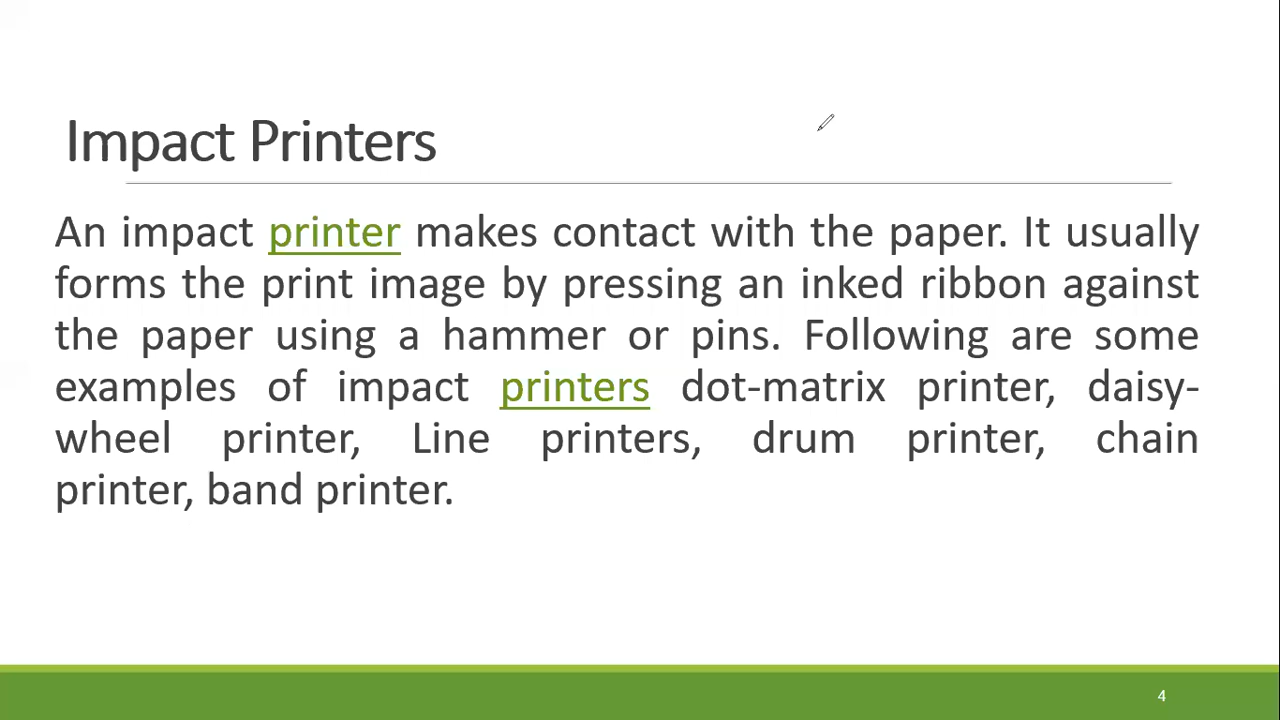 Impact Printers
An impact printer makes contact with the paper. It usually
forms the print image by pressing an inked ribbon against
the paper using a hammer or pins. Following are some
examples of impact printers dot-matrix printer, daisy-
wheel printer, Line printers, drum printer, chain
printer, band printer.
4